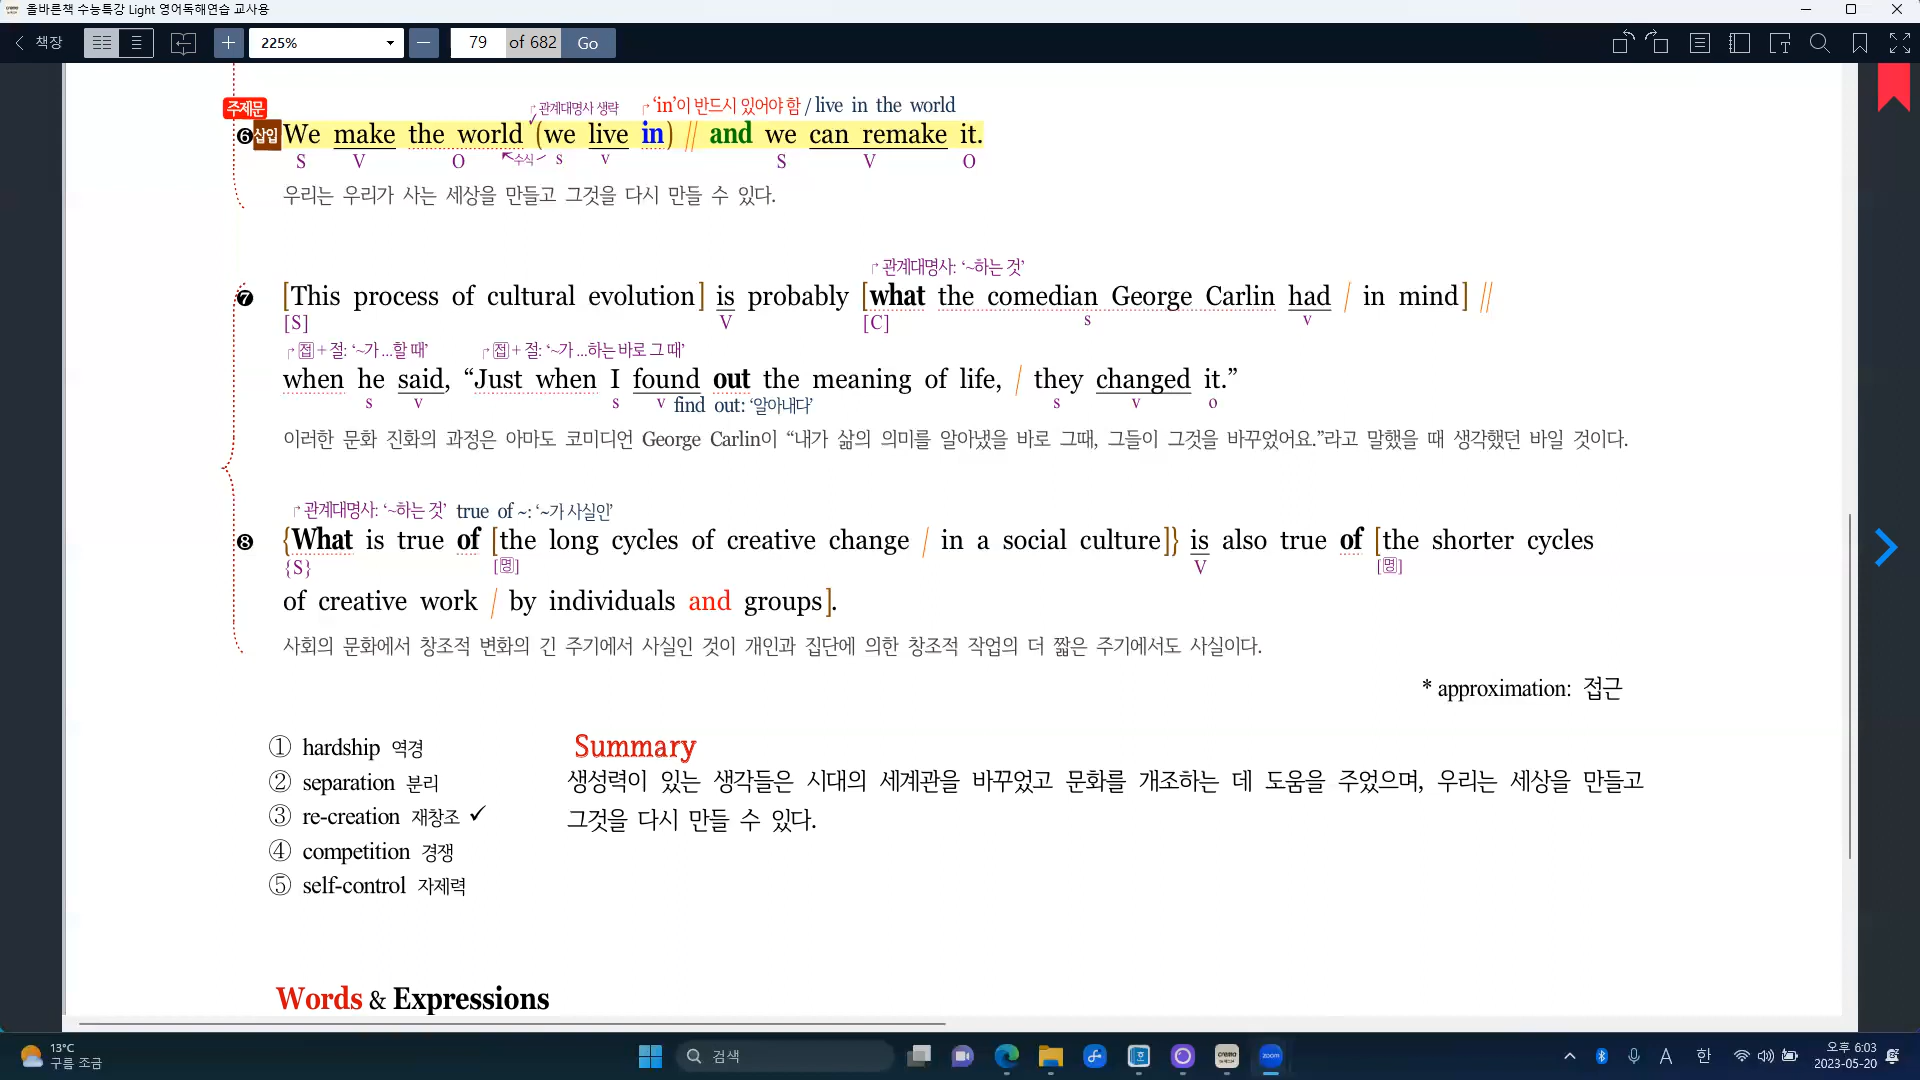 올바른책 수능특강 Light 영어독해연습 교사용
책장
225%
79 of 682 Go
주제문
관계대명사 생략 'in'이 반드시 있어야 함 / live in the world
❻ 삽입 We make the world (we live in) // and we can remake it.
S V O 수식 s v S V O
우리는 우리가 사는 세상을 만들고 그것을 다시 만들 수 있다.
관계대명사: '~하는 것'
❼ [This process of cultural evolution] is probably [what the comedian George Carlin had / in mind] //
[S] V [C] s v
접 + 절: '~가 ...할 때' 접 + 절: '~가 ...하는 바로 그 때'
when he said, “Just when I found out the meaning of life, / they changed it.”
s v s v find out: '알아내다' s v o
이러한 문화 진화의 과정은 아마도 코미디언 George Carlin이 “내가 삶의 의미를 알아냈을 바로 그때, 그들이 그것을 바꾸었어요.”라고 말했을 때 생각했던 바일 것이다.
관계대명사: '~하는 것' true of ~: '~가 사실인'
❽ {What is true of [the long cycles of creative change / in a social culture]} is also true of [the shorter cycles
{S} [명] V [명]
of creative work / by individuals and groups].
사회의 문화에서 창조적 변화의 긴 주기에서 사실인 것이 개인과 집단에 의한 창조적 작업의 더 짧은 주기에서도 사실이다.
* approximation: 접근
① hardship 역경
② separation 분리
③ re-creation 재창조 ✓
④ competition 경쟁
⑤ self-control 자제력
Summary
생성력이 있는 생각들은 시대의 세계관을 바꾸었고 문화를 개조하는 데 도움을 주었으며, 우리는 세상을 만들고
그것을 다시 만들 수 있다.
Words & Expressions
13°C
구름 조금
검색
zoom
A 한
오후 6:03
2023-05-20